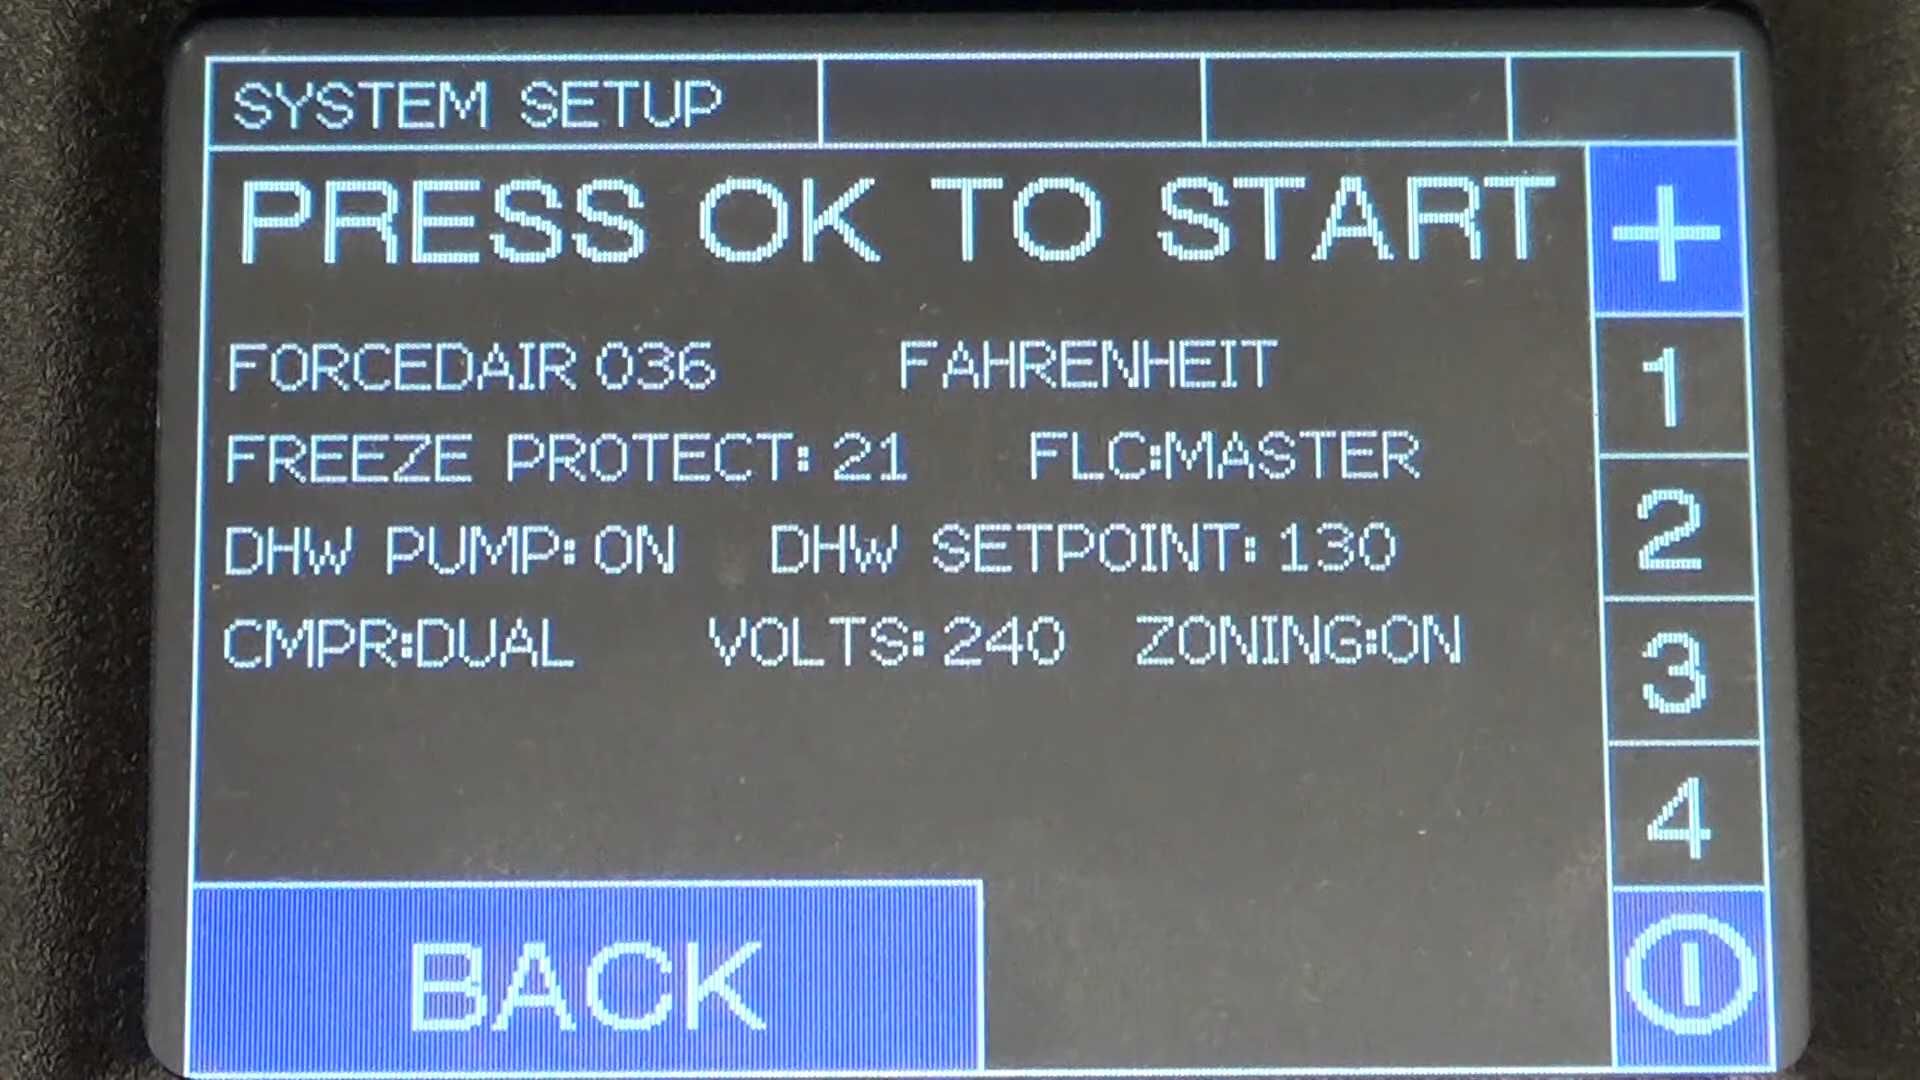 SYSTEM SETUP
PRESS OK TO START
+
FORCEDAIR 036 FAHRENHEIT
1
FREEZE PROTECT: 21 FLC:MASTER
2
DHW PUMP: ON DHW SETPOINT: 130
CMPR:DUAL VOLTS: 240 ZONING:ON
3
4
BACK